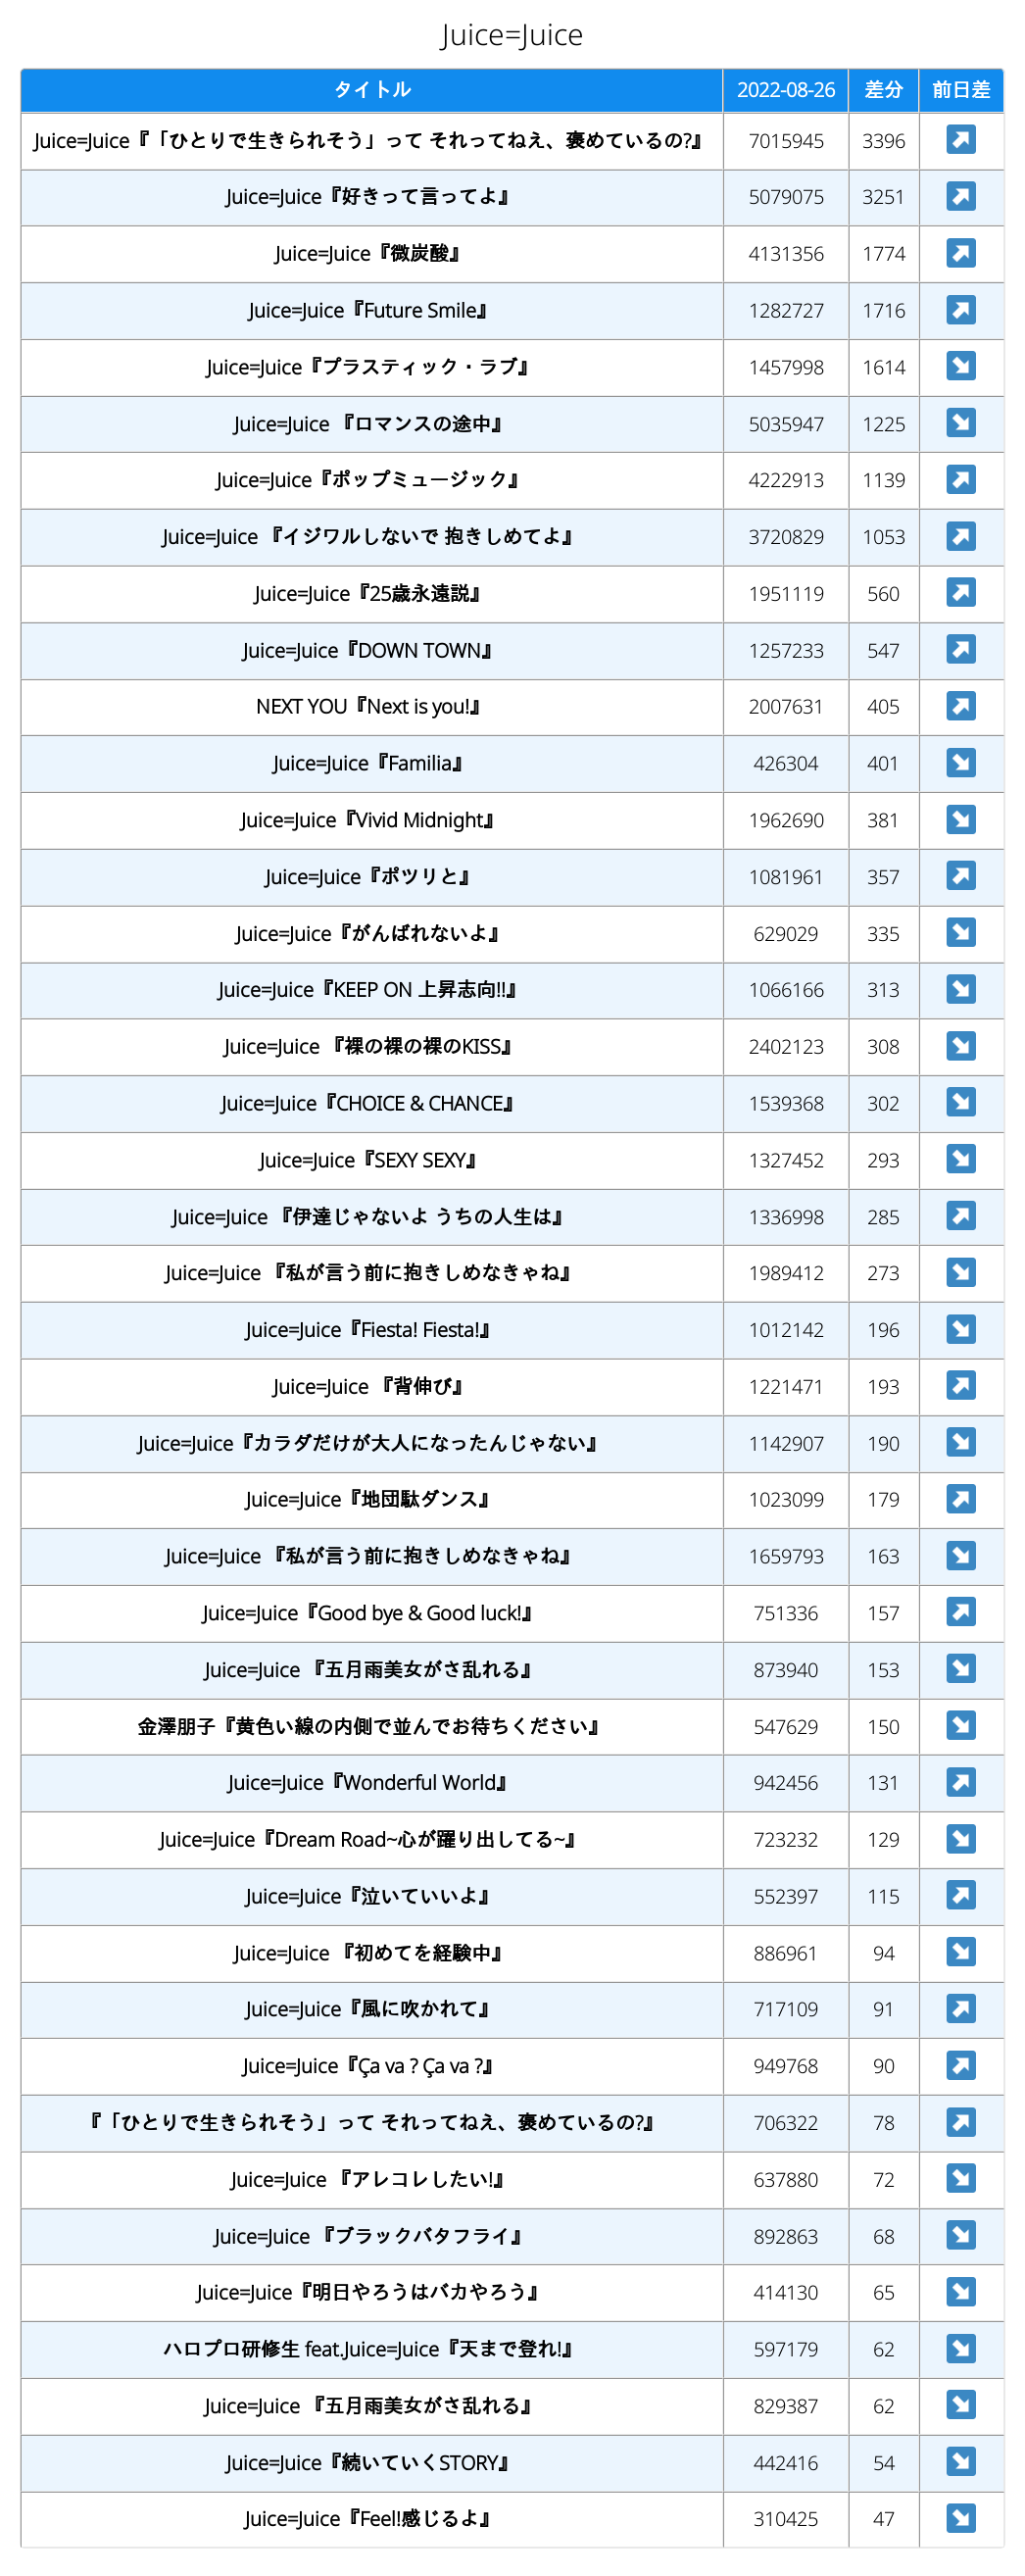 Juice=Juice
タイトル 2022-08-26 差分 前日差
Juice=Juice『「ひとりで生きられそう」って それってねえ、褒めているの?』 7015945 3396 ↗
Juice=Juice『好きって言ってよ』 5079075 3251 ↗
Juice=Juice『微炭酸』 4131356 1774 ↗
Juice=Juice『Future Smile』 1282727 1716 ↗
Juice=Juice『プラスティック・ラブ』 1457998 1614 ↘
Juice=Juice 『ロマンスの途中』 5035947 1225 ↘
Juice=Juice『ポップミュージック』 4222913 1139 ↗
Juice=Juice 『イジワルしないで 抱きしめてよ』 3720829 1053 ↗
Juice=Juice『25歳永遠説』 1951119 560 ↗
Juice=Juice『DOWN TOWN』 1257233 547 ↗
NEXT YOU『Next is you!』 2007631 405 ↗
Juice=Juice『Familia』 426304 401 ↘
Juice=Juice『Vivid Midnight』 1962690 381 ↘
Juice=Juice『ポツリと』 1081961 357 ↗
Juice=Juice『がんばれないよ』 629029 335 ↘
Juice=Juice『KEEP ON 上昇志向!!』 1066166 313 ↘
Juice=Juice 『裸の裸の裸のKISS』 2402123 308 ↘
Juice=Juice『CHOICE & CHANCE』 1539368 302 ↘
Juice=Juice『SEXY SEXY』 1327452 293 ↘
Juice=Juice 『伊達じゃないよ うちの人生は』 1336998 285 ↗
Juice=Juice 『私が言う前に抱きしめなきゃね』 1989412 273 ↘
Juice=Juice『Fiesta! Fiesta!』 1012142 196 ↘
Juice=Juice 『背伸び』 1221471 193 ↗
Juice=Juice『カラダだけが大人になったんじゃない』 1142907 190 ↘
Juice=Juice『地団駄ダンス』 1023099 179 ↗
Juice=Juice 『私が言う前に抱きしめなきゃね』 1659793 163 ↘
Juice=Juice『Good bye & Good luck!』 751336 157 ↗
Juice=Juice 『五月雨美女がさ乱れる』 873940 153 ↘
金澤朋子『黄色い線の内側で並んでお待ちください』 547629 150 ↘
Juice=Juice『Wonderful World』 942456 131 ↗
Juice=Juice『Dream Road~心が躍り出してる~』 723232 129 ↘
Juice=Juice『泣いていいよ』 552397 115 ↗
Juice=Juice 『初めてを経験中』 886961 94 ↘
Juice=Juice『風に吹かれて』 717109 91 ↗
Juice=Juice『Ça va ? Ça va ?』 949768 90 ↗
『「ひとりで生きられそう」って それってねえ、褒めているの?』 706322 78 ↗
Juice=Juice 『アレコレしたい!』 637880 72 ↘
Juice=Juice 『ブラックバタフライ』 892863 68 ↘
Juice=Juice『明日やろうはバカやろう』 414130 65 ↘
ハロプロ研修生 feat.Juice=Juice『天まで登れ!』 597179 62 ↘
Juice=Juice 『五月雨美女がさ乱れる』 829387 62 ↘
Juice=Juice『続いていくSTORY』 442416 54 ↘
Juice=Juice『Feel!感じるよ』 310425 47 ↘